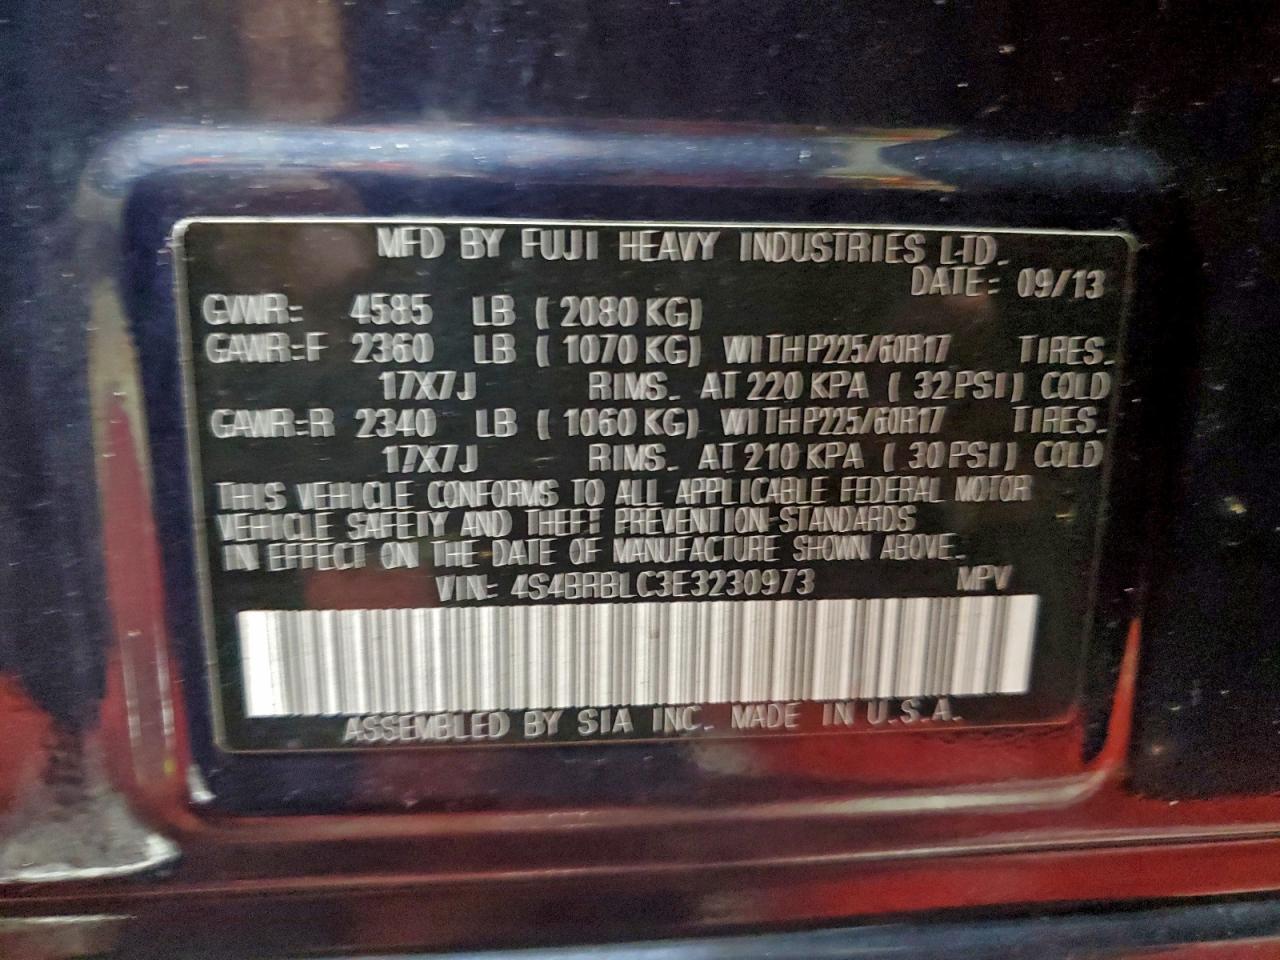 MFD BY FUJI HEAVY INDUSTRIES LTD.
DATE: 09/13
GVWR: 4585 LB (2080 KG)
GAWR:F 2360 LB (1070 KG) WITH P225/60R17 TIRES.
17X7J RIMS. AT 220 KPA (32 PSI) COLD
GAWR:R 2340 LB (1060 KG) WITH P225/60R17 TIRES.
17X7J RIMS. AT 210 KPA (30 PSI) COLD
THIS VEHICLE CONFORMS TO ALL APPLICABLE FEDERAL MOTOR
VEHICLE SAFETY AND THEFT PREVENTION STANDARDS
IN EFFECT ON THE DATE OF MANUFACTURE SHOWN ABOVE.
VIN: 4S4BRBLC3E3230973 MPV
ASSEMBLED BY SIA INC. MADE IN U.S.A.